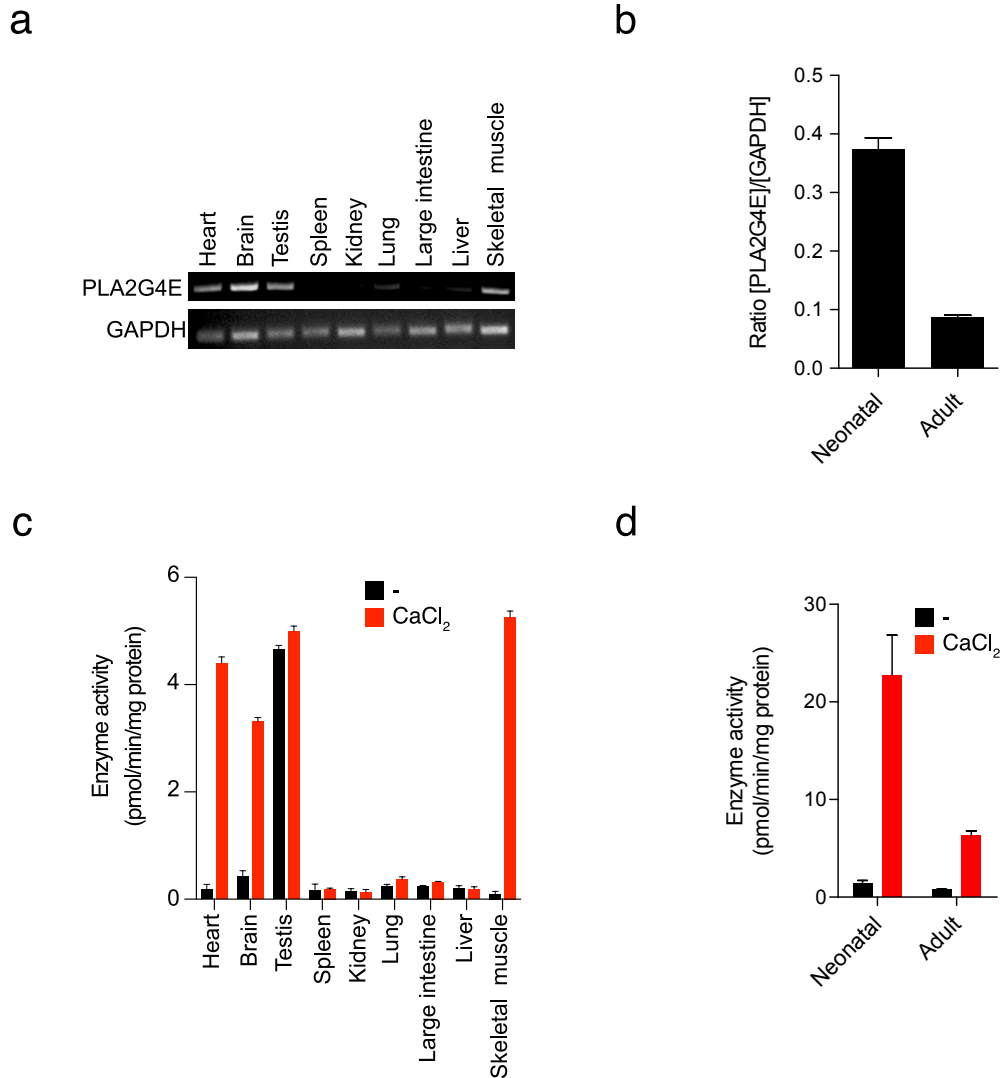 a
Heart
Brain
Testis
Spleen
Kidney
Lung
Large intestine
Liver
Skeletal muscle
PLA2G4E
GAPDH
b
Ratio [PLA2G4E]/[GAPDH]
0.5
0.4
0.3
0.2
0.1
0.0
Neonatal
Adult
c
Enzyme activity
(pmol/min/mg protein)
6
4
2
0
-
CaCl₂
Heart
Brain
Testis
Spleen
Kidney
Lung
Large intestine
Liver
Skeletal muscle
d
Enzyme activity
(pmol/min/mg protein)
30
20
10
0
-
CaCl₂
Neonatal
Adult